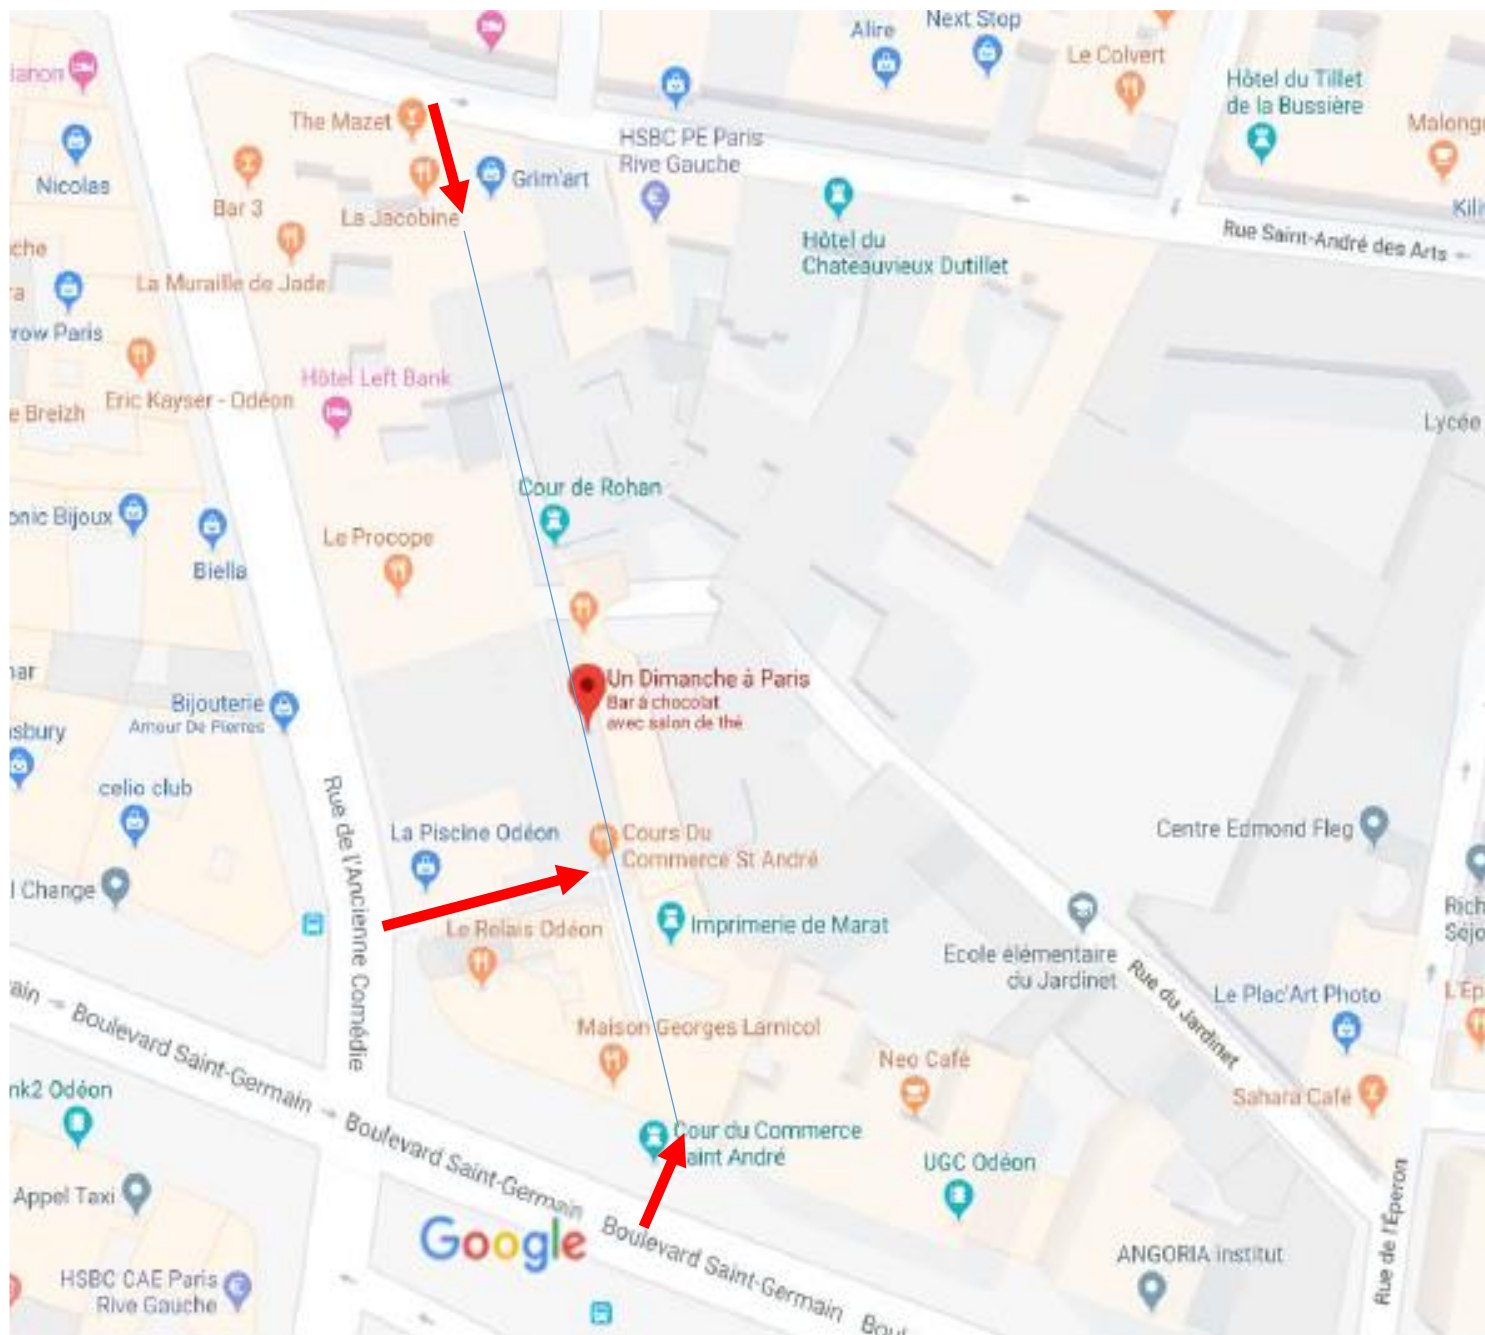 Next Stop
Alire
Le Colvert
Hôtel du Tillet
de la Bussière
The Mazet
HSBC PE Paris
Rive Gauche
Nicolas
Grim'art
Bar 3
La Jacobine
Rue Saint-André des Arts
Hôtel du
Chateauvieux Dutillet
La Muraille de Jade
Hôtel Left Bank
Eric Kayser - Odéon
Lycée
Cour de Rohan
Le Procope
Biella
Un Dimanche à Paris
Bar à chocolat
avec salon de thé
Bijouterie
Amour De Pierres
celio club
Rue de l'Ancienne Comédie
La Piscine Odéon
Cours Du
Commerce St André
Centre Edmond Fleg
Change
Le Relais Odéon
Imprimerie de Marat
Ecole élémentaire
du Jardinet
Rue du Jardinet
Le Plac'Art Photo
Maison Georges Larnicol
Neo Café
Sahara Café
Boulevard Saint-Germain
Boulevard Saint-Germain
Boulevard Saint-Germain
Cour du Commerce
Saint André
UGC Odéon
Appel Taxi
Google
Rue de l'Éperon
ANGORIA institut
HSBC CAE Paris
Rive Gauche